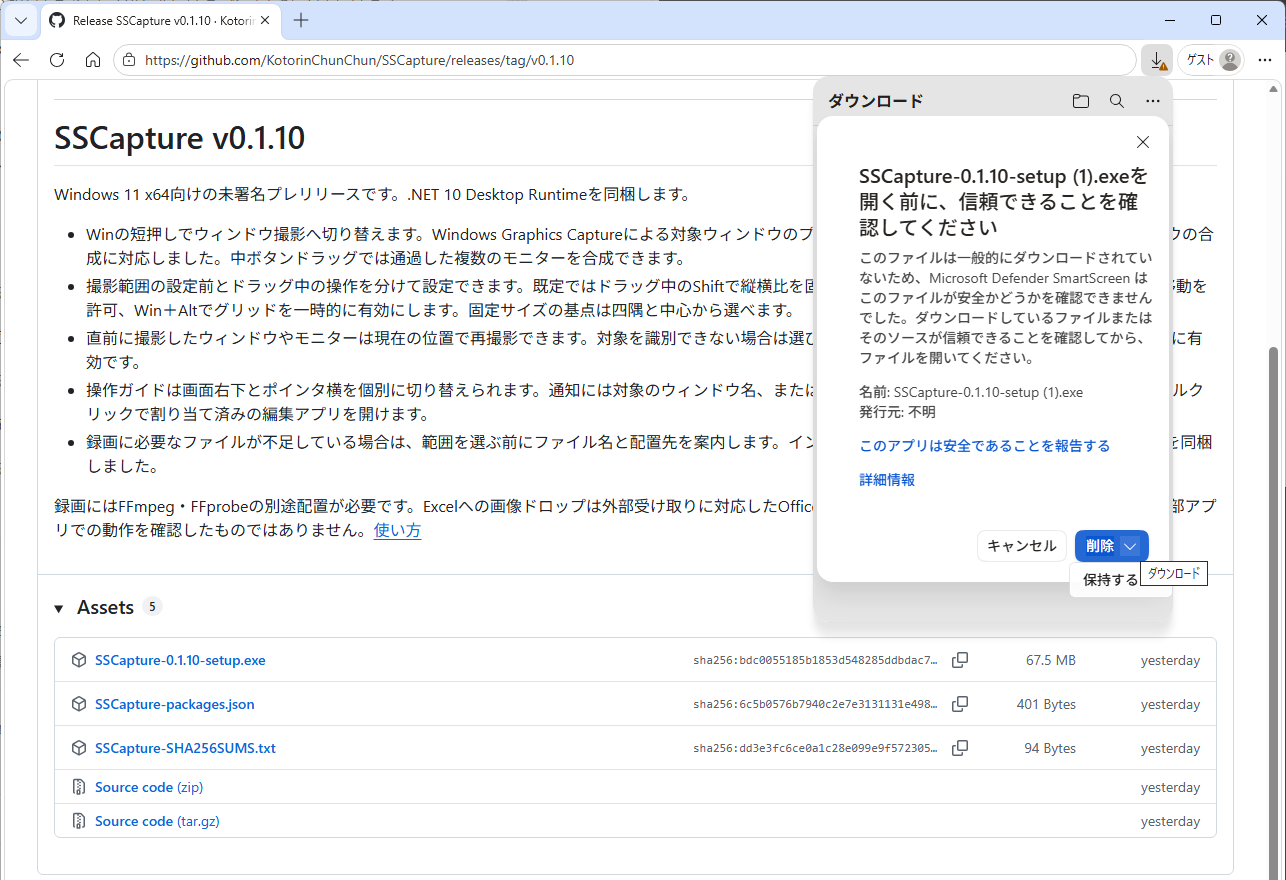 Release SSCapture v0.1.10 · Kotorin
https://github.com/KotorinChunChun/SSCapture/releases/tag/v0.1.10
ゲスト
SSCapture v0.1.10
Windows 11 x64向けの未署名プレリリースです。.NET 10 Desktop Runtimeを同梱します。
Winの短押しでウィンドウ撮影へ切り替えます。Windows Graphics Captureによる対象ウィンドウのプ ウの合
成に対応しました。中ボタンドラッグでは通過した複数のモニターを合成できます。
撮影範囲の設定前とドラッグ中の操作を分けて設定できます。既定ではドラッグ中のShiftで縦横比を固 移動を
許可、Win＋Altでグリッドを一時的に有効にします。固定サイズの基点は四隅と中心から選べます。
直前に撮影したウィンドウやモニターは現在の位置で再撮影できます。対象を識別できない場合は選び に有
効です。
操作ガイドは画面右下とポインタ横を個別に切り替えられます。通知には対象のウィンドウ名、または ルク
リックで割り当て済みの編集アプリを開けます。
録画に必要なファイルが不足している場合は、範囲を選ぶ前にファイル名と配置先を案内します。イン を同梱
しました。
録画にはFFmpeg・FFprobeの別途配置が必要です。Excelへの画像ドロップは外部受け取りに対応したOffic 部アプ
リでの動作を確認したものではありません。使い方
ダウンロード
SSCapture-0.1.10-setup (1).exeを
開く前に、信頼できることを確
認してください
このファイルは一般的にダウンロードされてい
ないため、Microsoft Defender SmartScreen は
このファイルが安全かどうかを確認できません
でした。ダウンロードしているファイルまたは
そのソースが信頼できることを確認してから、
ファイルを開いてください。
名前: SSCapture-0.1.10-setup (1).exe
発行元: 不明
このアプリは安全であることを報告する
詳細情報
キャンセル
削除
保持する
ダウンロード
Assets 5
SSCapture-0.1.10-setup.exe sha256:bdc0055185b1853d548285ddbdac7… 67.5 MB yesterday
SSCapture-packages.json sha256:6c5b0576b7940c2e7e3131131e498… 401 Bytes yesterday
SSCapture-SHA256SUMS.txt sha256:dd3e3fc6ce0a1c28e099e9f572305… 94 Bytes yesterday
Source code (zip) yesterday
Source code (tar.gz) yesterday